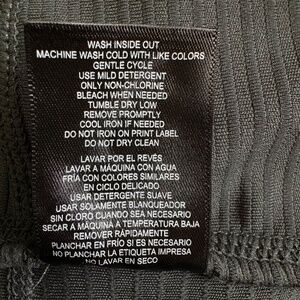 WASH INSIDE OUT
MACHINE WASH COLD WITH LIKE COLORS
GENTLE CYCLE
USE MILD DETERGENT
ONLY NON-CHLORINE
BLEACH WHEN NEEDED
TUMBLE DRY LOW
REMOVE PROMPTLY
COOL IRON IF NEEDED
DO NOT IRON ON PRINT LABEL
DO NOT DRY CLEAN
LAVAR POR EL REVÉS
LAVAR A MÁQUINA CON AGUA
FRÍA CON COLORES SIMILARES
EN CICLO DELICADO
USAR DETERGENTE SUAVE
USAR SOLAMENTE BLANQUEADOR
SIN CLORO CUANDO SEA NECESARIO
SECAR A MÁQUINA A TEMPERATURA BAJA
REMOVER RÁPIDAMENTE
PLANCHAR EN FRÍO SI ES NECESARIO
NO PLANCHAR LA ETIQUETA IMPRESA
NO LAVAR EN SECO